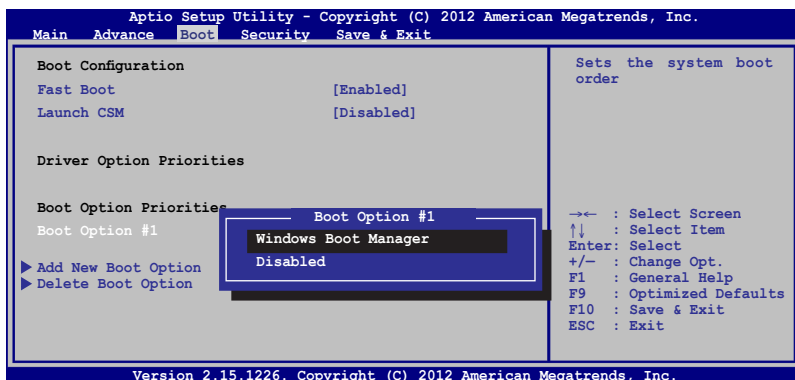 Aptio Setup Utility - Copyright (C) 2012 American Megatrends, Inc.
Main Advance Boot Security Save & Exit
Boot Configuration
Fast Boot [Enabled]
Launch CSM [Disabled]
Driver Option Priorities
Boot Option Priorities
Boot Option #1
Add New Boot Option
Delete Boot Option
Boot Option #1
Windows Boot Manager
Disabled
Sets the system boot
order
→← : Select Screen
↑↓ : Select Item
Enter: Select
+/— : Change Opt.
F1 : General Help
F9 : Optimized Defaults
F10 : Save & Exit
ESC : Exit
Version 2.15.1226. Copyright (C) 2012 American Megatrends, Inc.